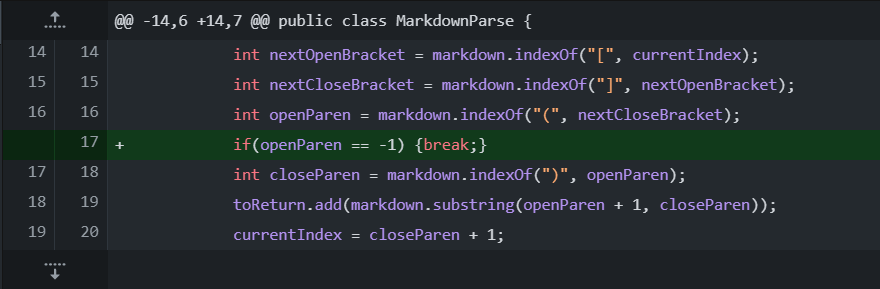 @@ -14,6 +14,7 @@ public class MarkdownParse {
14 14 int nextOpenBracket = markdown.indexOf("[", currentIndex);
15 15 int nextCloseBracket = markdown.indexOf("]", nextOpenBracket);
16 16 int openParen = markdown.indexOf("(", nextCloseBracket);
17 + if(openParen == -1) {break;}
17 18 int closeParen = markdown.indexOf(")", openParen);
18 19 toReturn.add(markdown.substring(openParen + 1, closeParen));
19 20 currentIndex = closeParen + 1;